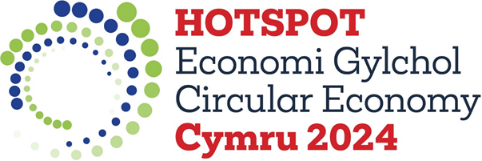 HOTSPOT
Economi Gylchol
Circular Economy
Cymru 2024